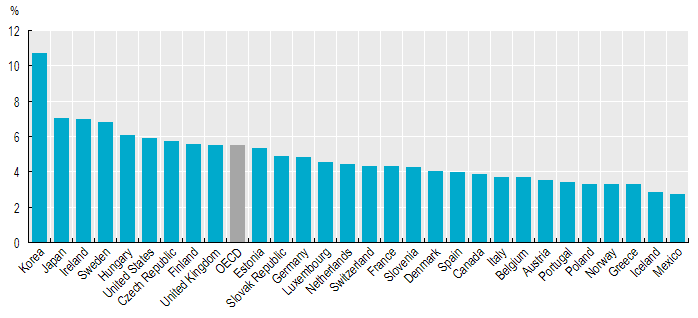 %
12
10
8
6
4
2
0
Korea
Japan
Ireland
Sweden
Hungary
United States
Czech Republic
Finland
United Kingdom
OECD
Estonia
Slovak Republic
Germany
Luxembourg
Netherlands
Switzerland
France
Slovenia
Denmark
Spain
Canada
Italy
Belgium
Austria
Portugal
Poland
Norway
Greece
Iceland
Mexico